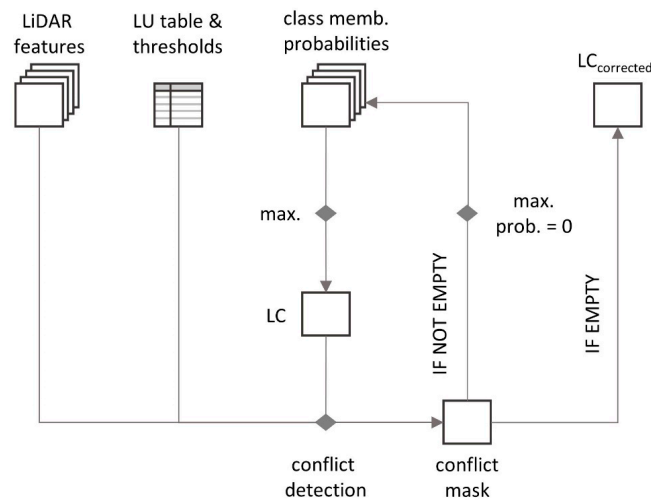 LiDAR
features
LU table &
thresholds
class memb.
probabilities
LCcorrected
max.
max.
prob. = 0
LC
IF NOT EMPTY
IF EMPTY
conflict
detection
conflict
mask